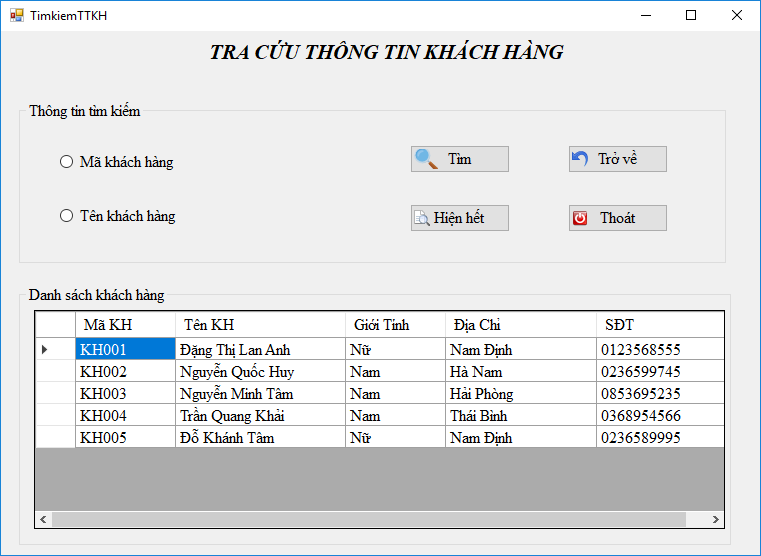 TimkiemTTKH
TRA CỨU THÔNG TIN KHÁCH HÀNG
Thông tin tìm kiếm
Mã khách hàng
Tìm
Trở về
Tên khách hàng
Hiện hết
Thoát
Danh sách khách hàng
Mã KH Tên KH Giới Tính Địa Chỉ SĐT
KH001 Đặng Thị Lan Anh Nữ Nam Định 0123568555
KH002 Nguyễn Quốc Huy Nam Hà Nam 0236599745
KH003 Nguyễn Minh Tâm Nam Hải Phòng 0853695235
KH004 Trần Quang Khải Nam Thái Bình 0368954566
KH005 Đỗ Khánh Tâm Nữ Nam Định 0236589995